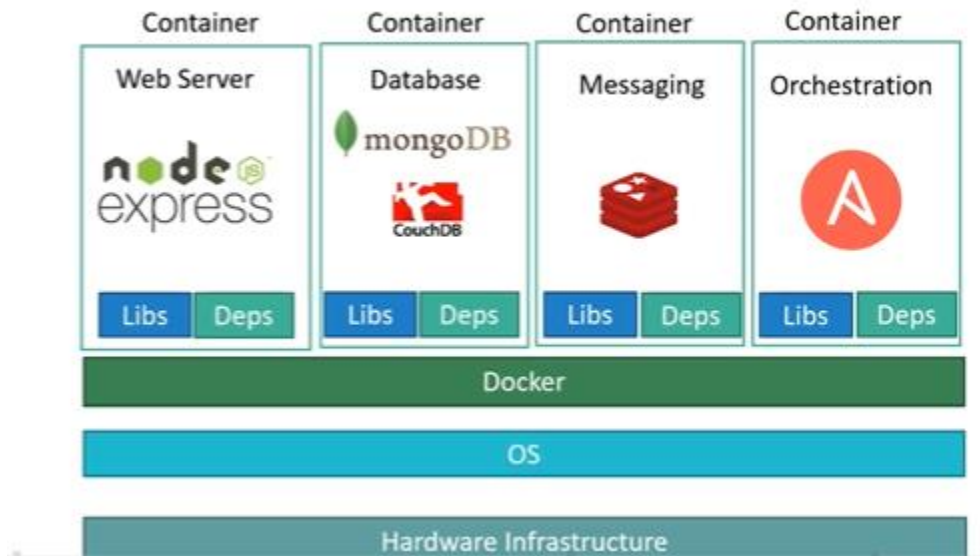 Container
Container
Container
Container
Web Server
Database
Messaging
Orchestration
node JS
express
mongoDB
CouchDB
Libs
Deps
Libs
Deps
Libs
Deps
Libs
Deps
Docker
OS
Hardware Infrastructure